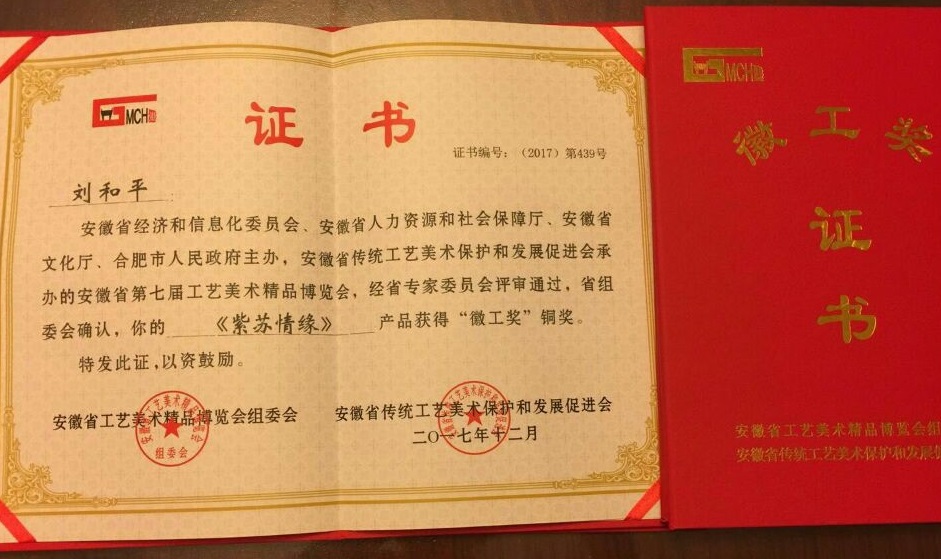 MCH
证书
证书编号：（2017）第439号
刘和平
安徽省经济和信息化委员会、安徽省人力资源和社会保障厅、安徽省
文化厅、合肥市人民政府主办，安徽省传统工艺美术保护和发展促进会承
办的安徽省第七届工艺美术精品博览会，经省专家委员会评审通过，省组
委会确认，你的《紫苏情缘》产品获得“徽工奖”铜奖。
特发此证，以资鼓励。
安徽省工艺美术精品博览会组委会
安徽省传统工艺美术保护和发展促进会
二〇一七年十二月
组委会
MCH
徽工奖
证
书
安徽省工艺美术精品博览会组
安徽省传统工艺美术保护和发展